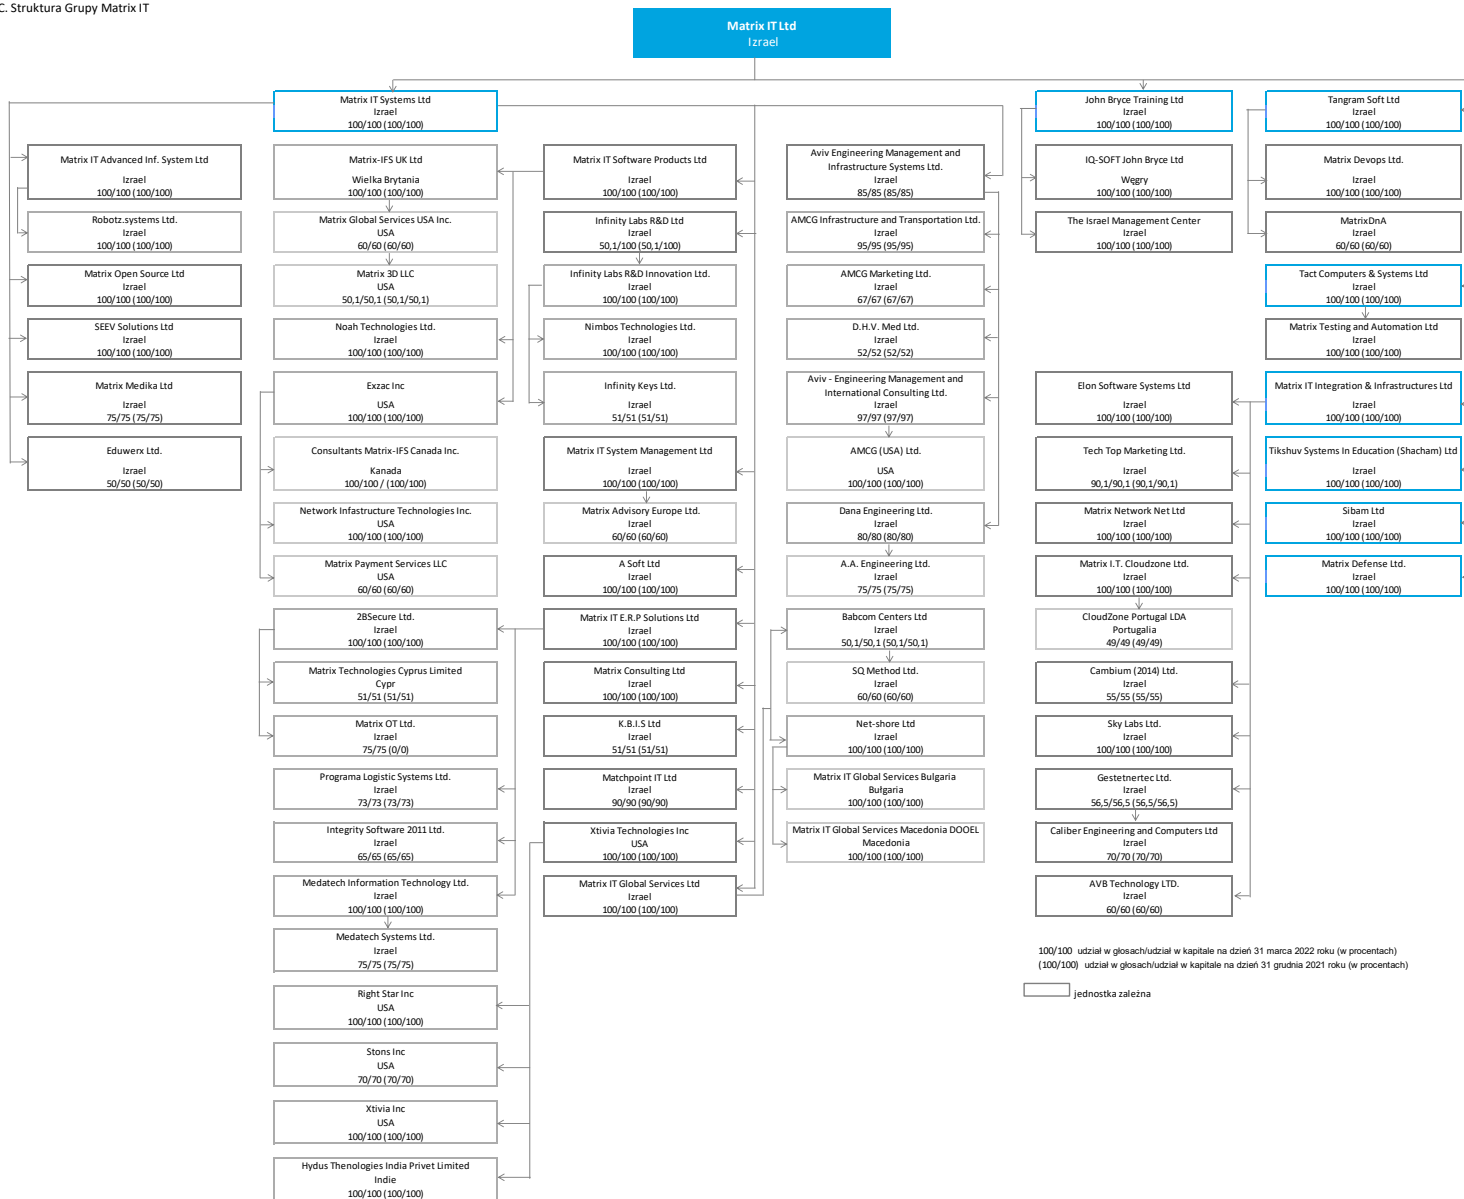 C. Struktura Grupy Matrix IT
Matrix IT Ltd
Izrael
Matrix IT Systems Ltd
Izrael
100/100 (100/100)
John Bryce Training Ltd
Izrael
100/100 (100/100)
Tangram Soft Ltd
Izrael
100/100 (100/100)
Matrix IT Advanced Inf. System Ltd
Izrael
100/100 (100/100)
Matrix-IFS UK Ltd
Wielka Brytania
100/100 (100/100)
Matrix IT Software Products Ltd
Izrael
100/100 (100/100)
Aviv Engineering Management and
Infrastructure Systems Ltd.
Izrael
85/85 (85/85)
IQ-SOFT John Bryce Ltd
Węgry
100/100 (100/100)
Matrix Devops Ltd.
Izrael
100/100 (100/100)
Robotz.systems Ltd.
Izrael
100/100 (100/100)
Matrix Global Services USA Inc.
USA
60/60 (60/60)
Infinity Labs R&D Ltd
Izrael
50,1/100 (50,1/100)
AMCG Infrastructure and Transportation Ltd.
Izrael
95/95 (95/95)
The Israel Management Center
Izrael
100/100 (100/100)
MatrixDnA
Izrael
60/60 (60/60)
Matrix Open Source Ltd
Izrael
100/100 (100/100)
Matrix 3D LLC
USA
50,1/50,1 (50,1/50,1)
Infinity Labs R&D Innovation Ltd.
Izrael
100/100 (100/100)
AMCG Marketing Ltd.
Izrael
67/67 (67/67)
Tact Computers & Systems Ltd
Izrael
100/100 (100/100)
SEEV Solutions Ltd
Izrael
100/100 (100/100)
Noah Technologies Ltd.
Izrael
100/100 (100/100)
Nimbos Technologies Ltd.
Izrael
100/100 (100/100)
D.H.V. Med Ltd.
Izrael
52/52 (52/52)
Matrix Testing and Automation Ltd
Izrael
100/100 (100/100)
Matrix Medika Ltd
Izrael
75/75 (75/75)
Exzac Inc
USA
100/100 (100/100)
Infinity Keys Ltd.
Izrael
51/51 (51/51)
Aviv - Engineering Management and
International Consulting Ltd.
Izrael
97/97 (97/97)
Elon Software Systems Ltd
Izrael
100/100 (100/100)
Matrix IT Integration & Infrastructures Ltd
Izrael
100/100 (100/100)
Eduwerx Ltd.
Izrael
50/50 (50/50)
Consultants Matrix-IFS Canada Inc.
Kanada
100/100 / (100/100)
Matrix IT System Management Ltd
Izrael
100/100 (100/100)
AMCG (USA) Ltd.
USA
100/100 (100/100)
Tech Top Marketing Ltd.
Izrael
90,1/90,1 (90,1/90,1)
Tikshuv Systems In Education (Shacham) Ltd
Izrael
100/100 (100/100)
Network Infastructure Technologies Inc.
USA
100/100 (100/100)
Matrix Advisory Europe Ltd.
Izrael
60/60 (60/60)
Dana Engineering Ltd.
Izrael
80/80 (80/80)
Matrix Network Net Ltd
Izrael
100/100 (100/100)
Sibam Ltd
Izrael
100/100 (100/100)
Matrix Payment Services LLC
USA
60/60 (60/60)
A Soft Ltd
Izrael
100/100 (100/100)
A.A. Engineering Ltd.
Izrael
75/75 (75/75)
Matrix I.T. Cloudzone Ltd.
Izrael
100/100 (100/100)
Matrix Defense Ltd.
Izrael
100/100 (100/100)
2BSecure Ltd.
Izrael
100/100 (100/100)
Matrix IT E.R.P Solutions Ltd
Izrael
100/100 (100/100)
Babcom Centers Ltd
Izrael
50,1/50,1 (50,1/50,1)
CloudZone Portugal LDA
Portugalia
49/49 (49/49)
Matrix Technologies Cyprus Limited
Cypr
51/51 (51/51)
Matrix Consulting Ltd
Izrael
100/100 (100/100)
SQ Method Ltd.
Izrael
60/60 (60/60)
Cambium (2014) Ltd.
Izrael
55/55 (55/55)
Matrix OT Ltd.
Izrael
75/75 (0/0)
K.B.I.S Ltd
Izrael
51/51 (51/51)
Net-shore Ltd
Izrael
100/100 (100/100)
Sky Labs Ltd.
Izrael
100/100 (100/100)
Programa Logistic Systems Ltd.
Izrael
73/73 (73/73)
Matchpoint IT Ltd
Izrael
90/90 (90/90)
Matrix IT Global Services Bulgaria
Bułgaria
100/100 (100/100)
Gestetnertec Ltd.
Izrael
56,5/56,5 (56,5/56,5)
Integrity Software 2011 Ltd.
Izrael
65/65 (65/65)
Xtivia Technologies Inc
USA
100/100 (100/100)
Matrix IT Global Services Macedonia DOOEL
Macedonia
100/100 (100/100)
Caliber Engineering and Computers Ltd
Izrael
70/70 (70/70)
Medatech Information Technology Ltd.
Izrael
100/100 (100/100)
Matrix IT Global Services Ltd
Izrael
100/100 (100/100)
AVB Technology LTD.
Izrael
60/60 (60/60)
Medatech Systems Ltd.
Izrael
75/75 (75/75)
100/100 udział w głosach/udział w kapitale na dzień 31 marca 2022 roku (w procentach)
(100/100) udział w głosach/udział w kapitale na dzień 31 grudnia 2021 roku (w procentach)
jednostka zależna
Right Star Inc
USA
100/100 (100/100)
Stons Inc
USA
70/70 (70/70)
Xtivia Inc
USA
100/100 (100/100)
Hydus Thenologies India Privet Limited
Indie
100/100 (100/100)